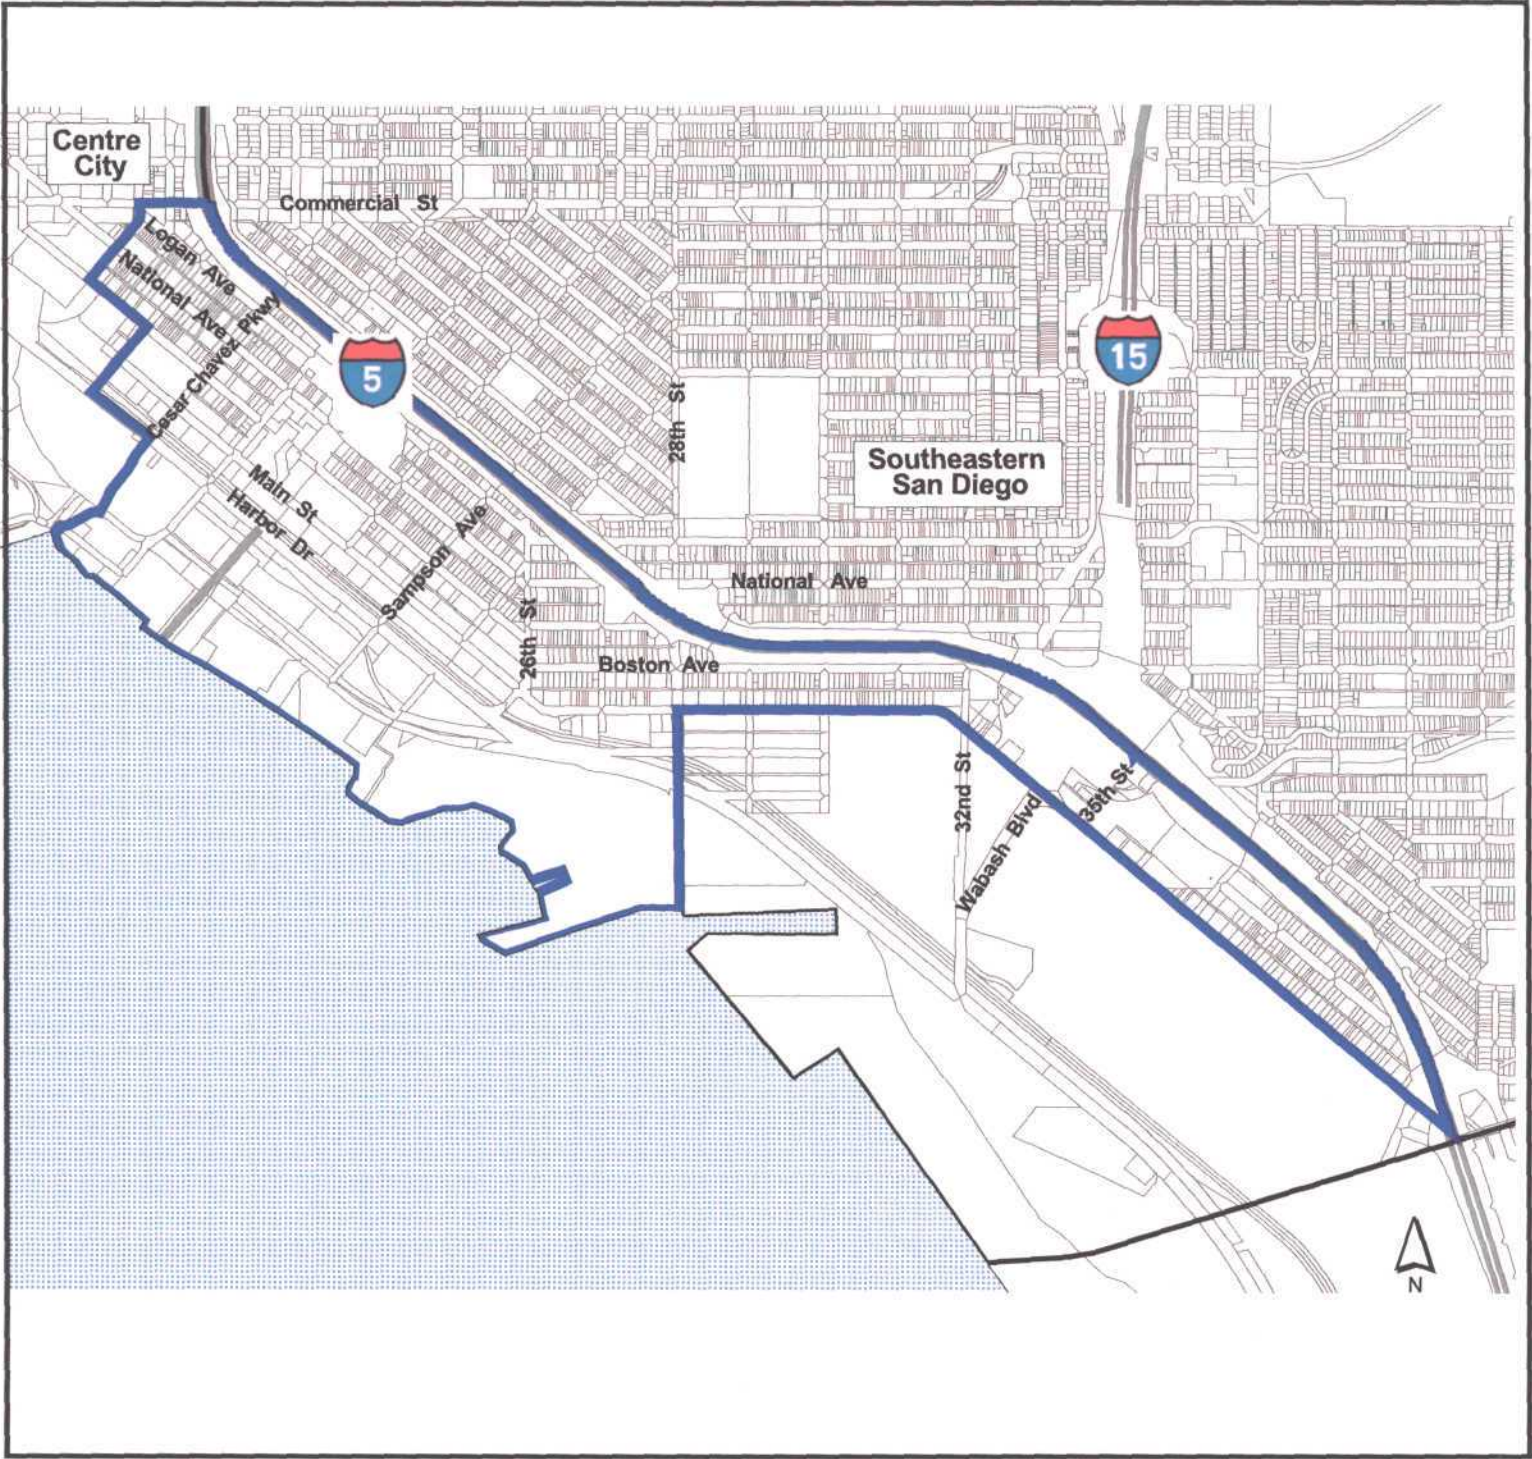 Centre
City
Commercial St
Logan Ave
National Ave
Cesar Chavez Pkwy
5
15
28th St
Southeastern
San Diego
Main St
Harbor Dr
Sampson Ave
National Ave
26th St
Boston Ave
32nd St
Wabash Blvd
35th St
N